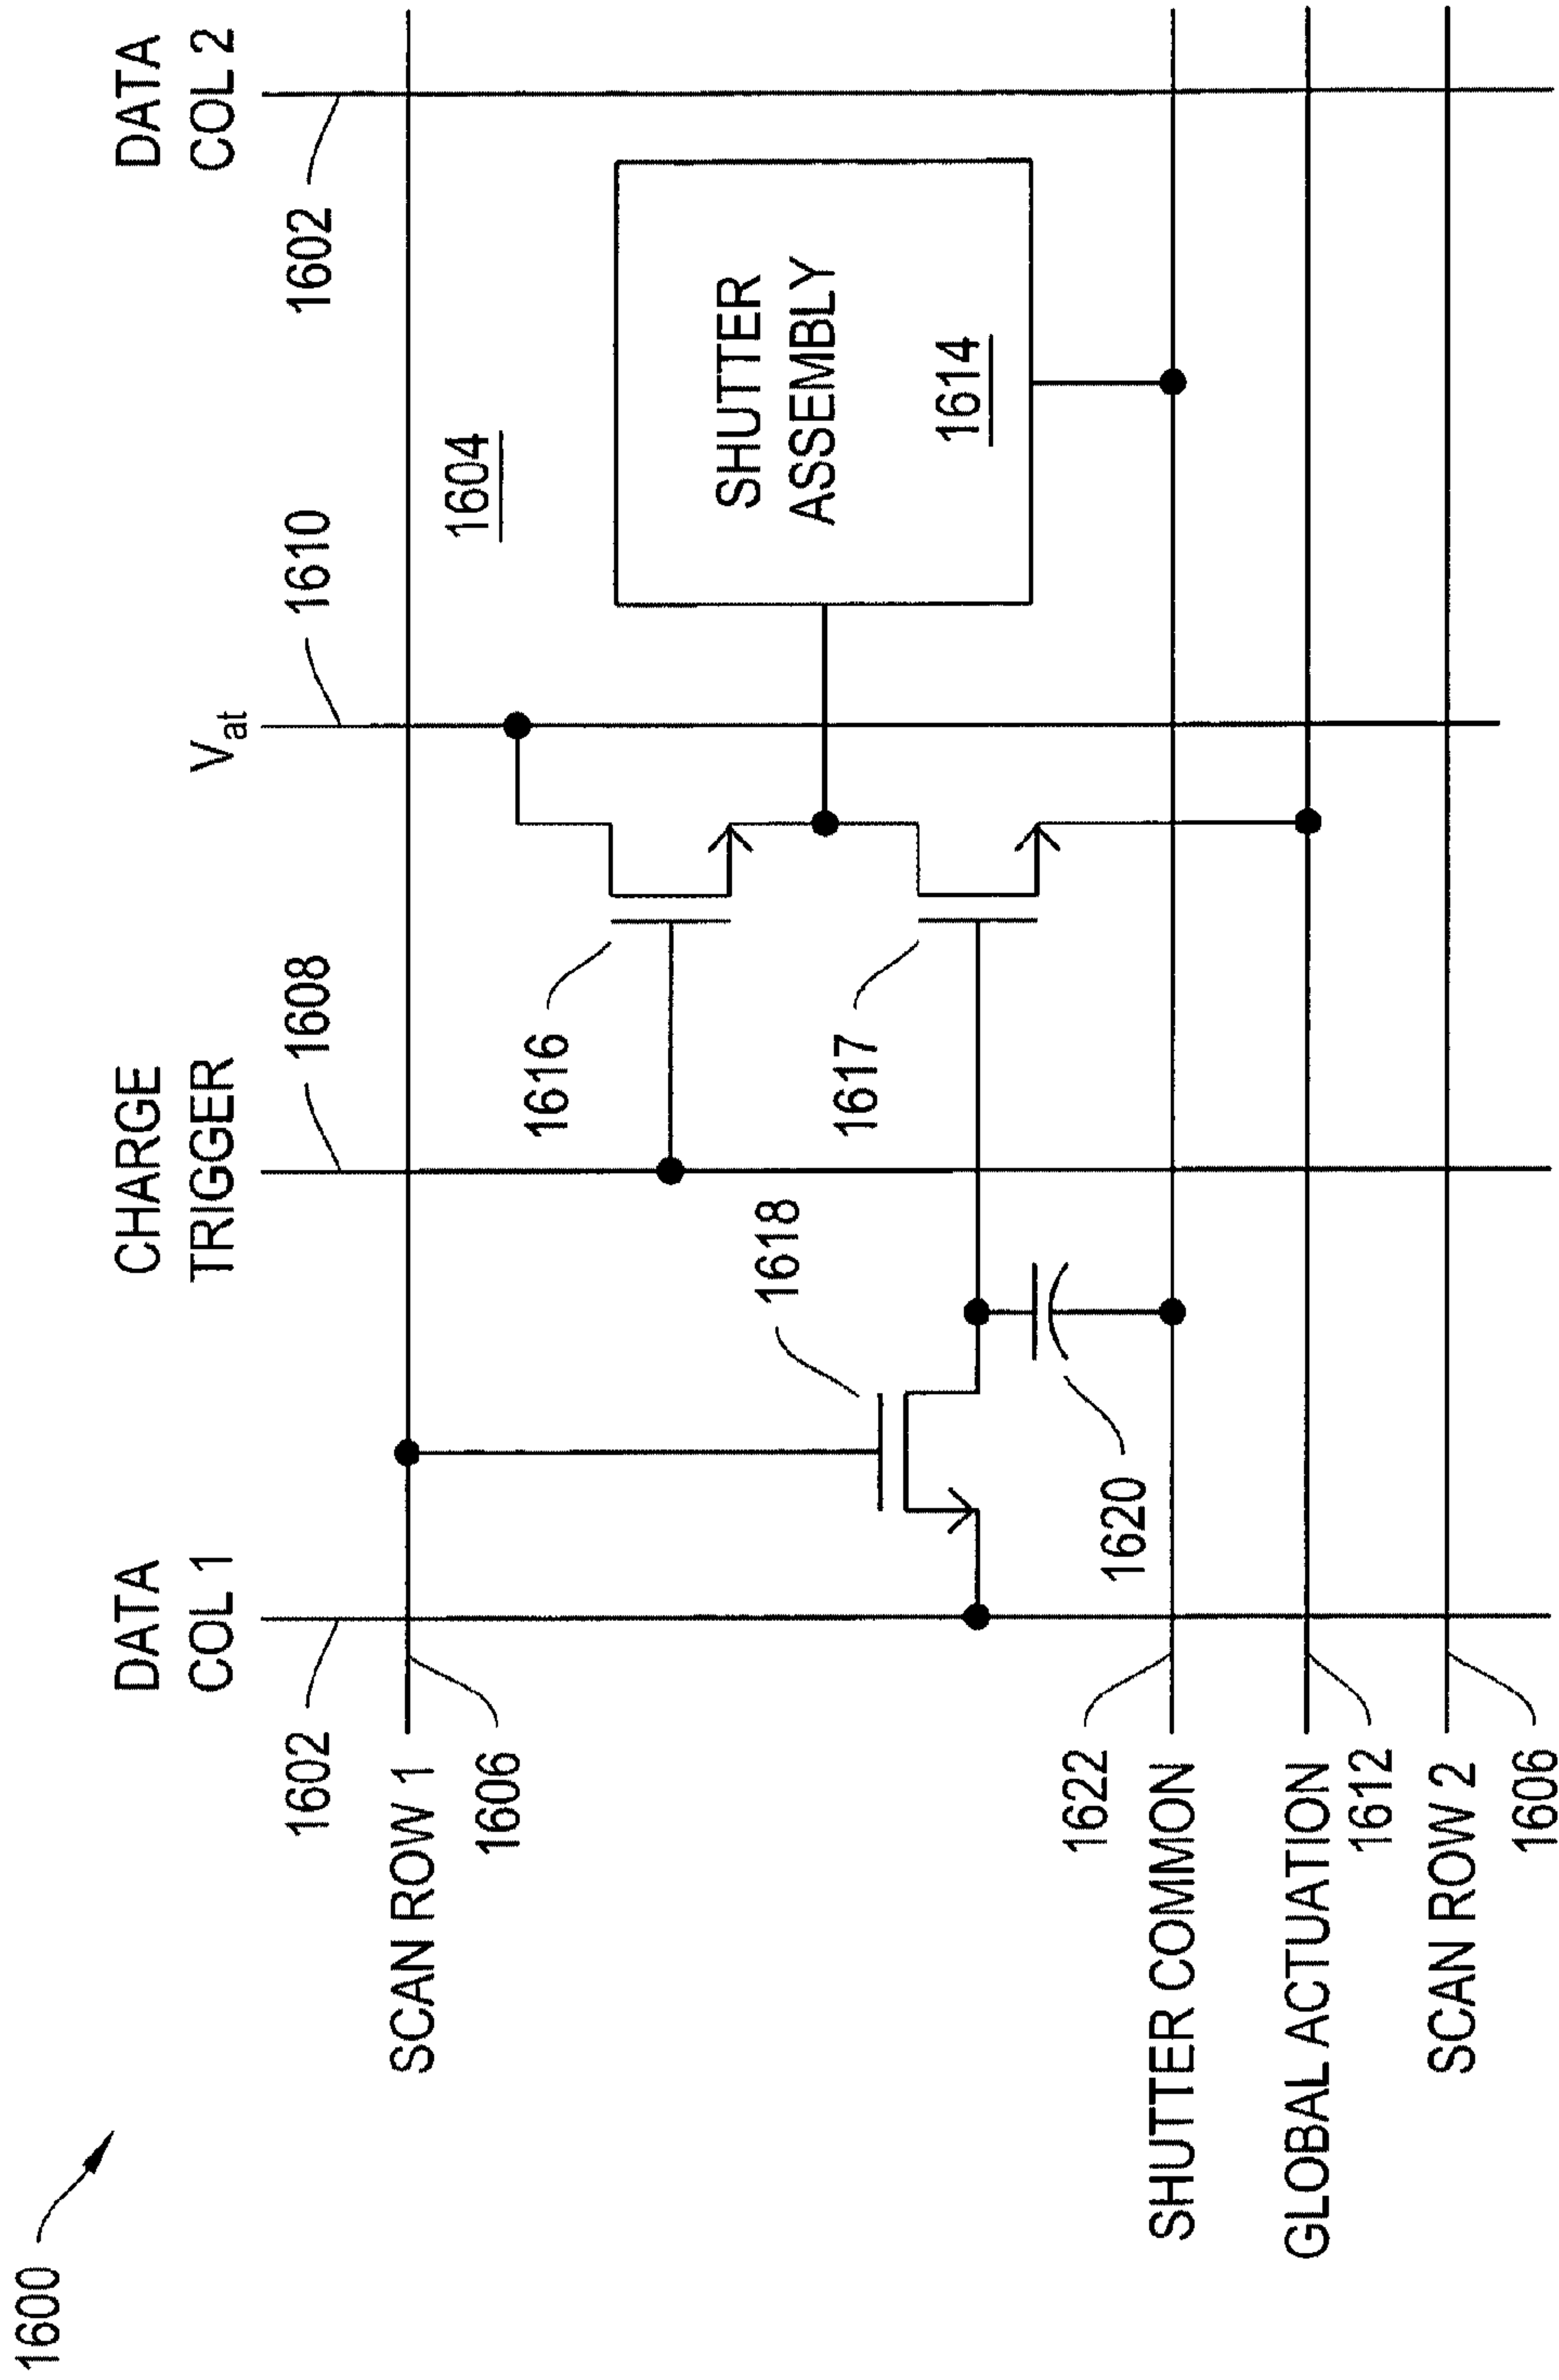 1600
DATA
COL 1
CHARGE
TRIGGER
Vat
DATA
COL 2
1602
1608
1610
1602
SCAN ROW 1
1606
1604
1616
SHUTTER
ASSEMBLY
1614
1618
1617
1620
1622
SHUTTER COMMON
GLOBAL ACTUATION
1612
SCAN ROW 2
1606